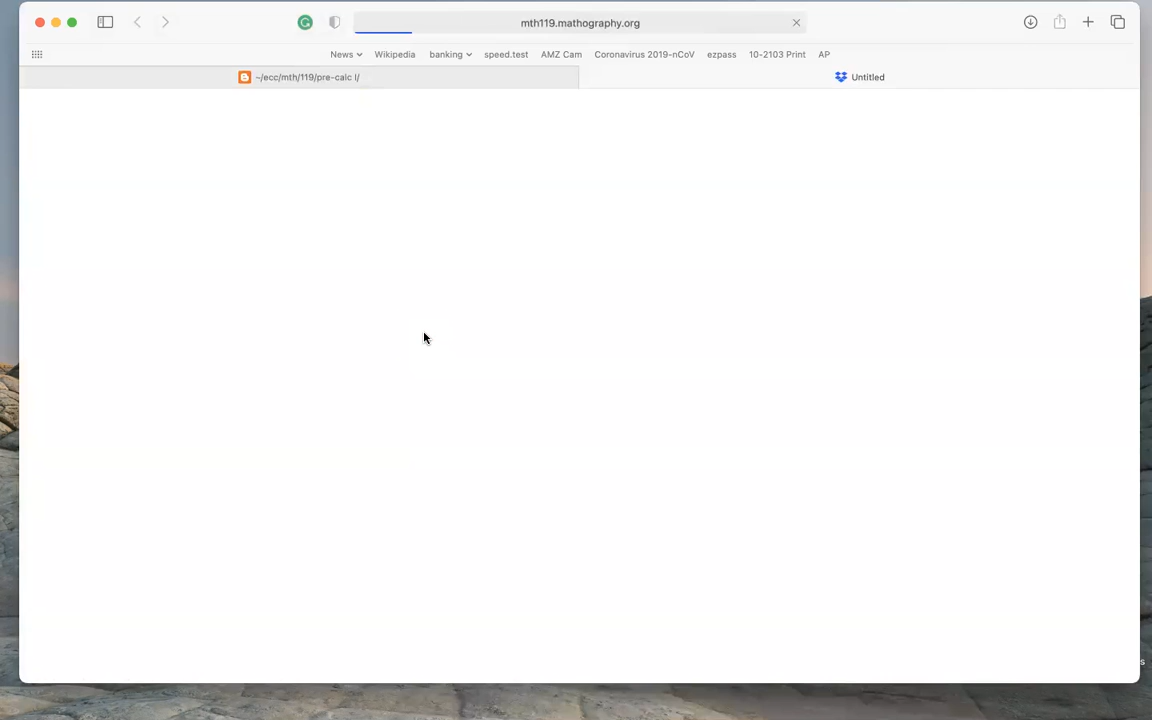 mth119.mathography.org
News Wikipedia banking speed.test AMZ Cam Coronavirus 2019-nCoV ezpass 10-2103 Print AP
~/ecc/mth/119/pre-calc I/ Untitled
s